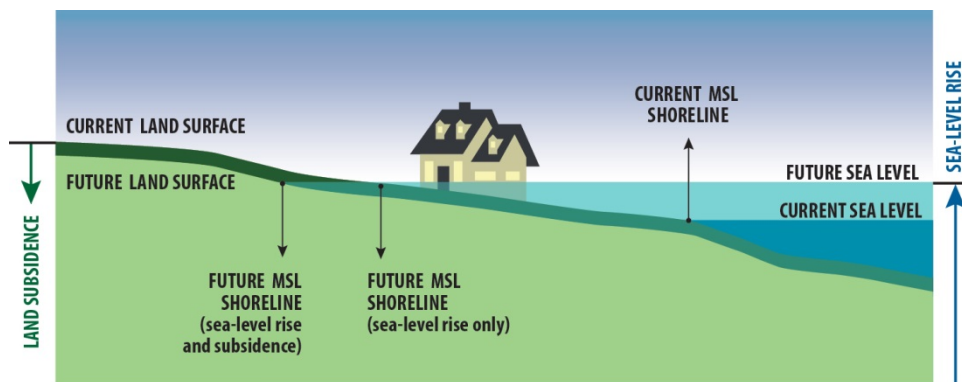 CURRENT MSL
SHORELINE
CURRENT LAND SURFACE
FUTURE LAND SURFACE
FUTURE SEA LEVEL
CURRENT SEA LEVEL
LAND SUBSIDENCE
SEA-LEVEL RISE
FUTURE MSL
SHORELINE
(sea-level rise
and subsidence)
FUTURE MSL
SHORELINE
(sea-level rise only)